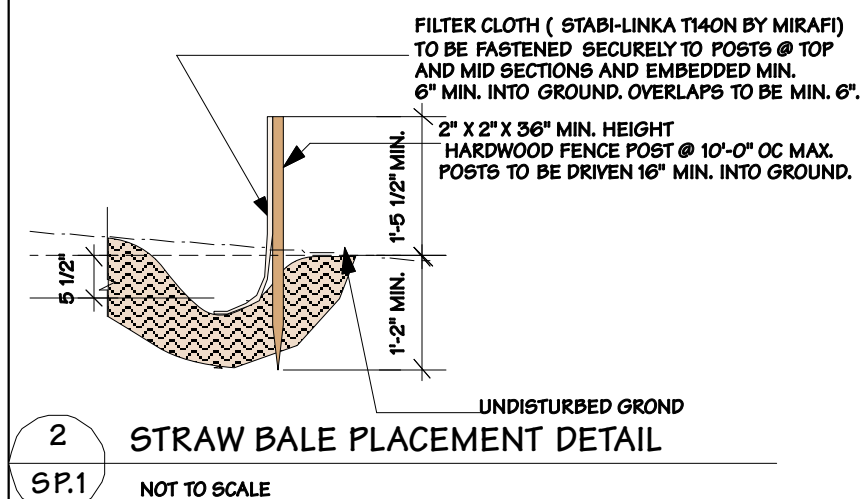 FILTER CLOTH ( STABI-LINKA T140N BY MIRAFI)
TO BE FASTENED SECURELY TO POSTS @ TOP
AND MID SECTIONS AND EMBEDDED MIN.
6" MIN. INTO GROUND. OVERLAPS TO BE MIN. 6".
2" X 2" X 36" MIN. HEIGHT
HARDWOOD FENCE POST @ 10'-0" OC MAX.
POSTS TO BE DRIVEN 16" MIN. INTO GROUND.
1'-5 1/2" MIN.
5 1/2"
1'-2" MIN.
UNDISTURBED GROND
2
STRAW BALE PLACEMENT DETAIL
SP.1
NOT TO SCALE